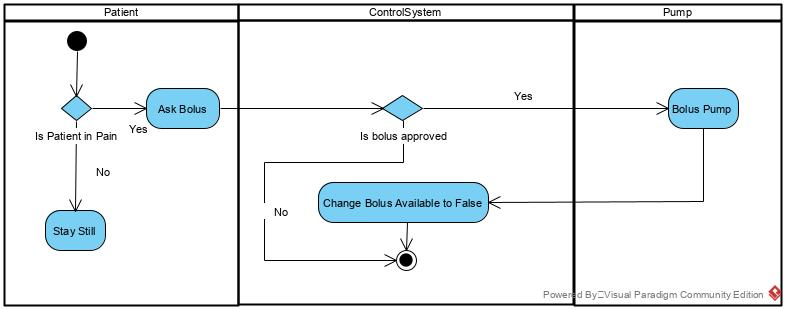 Patient
ControlSystem
Pump
Ask Bolus
Yes
Bolus Pump
Is Patient in Pain
Yes
Is bolus approved
No
Stay Still
No
Change Bolus Available to False
Powered By Visual Paradigm Community Edition